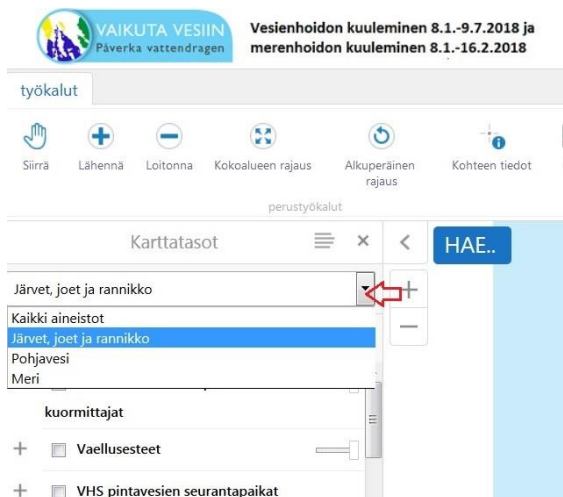 VAIKUTA VESIIN
Påverka vattendragen
Vesienhoidon kuuleminen 8.1.-9.7.2018 ja
merenhoidon kuuleminen 8.1.-16.2.2018
työkalut
Siirrä Lähennä Loitonna Kokoalueen rajaus Alkuperäinen rajaus Kohteen tiedot
perustyökalut
Karttatasot
HAE..
Järvet, joet ja rannikko
Kaikki aineistot
Järvet, joet ja rannikko
Pohjavesi
Meri
kuormittajat
Vaellusesteet
VHS pintavesien seurantapaikat